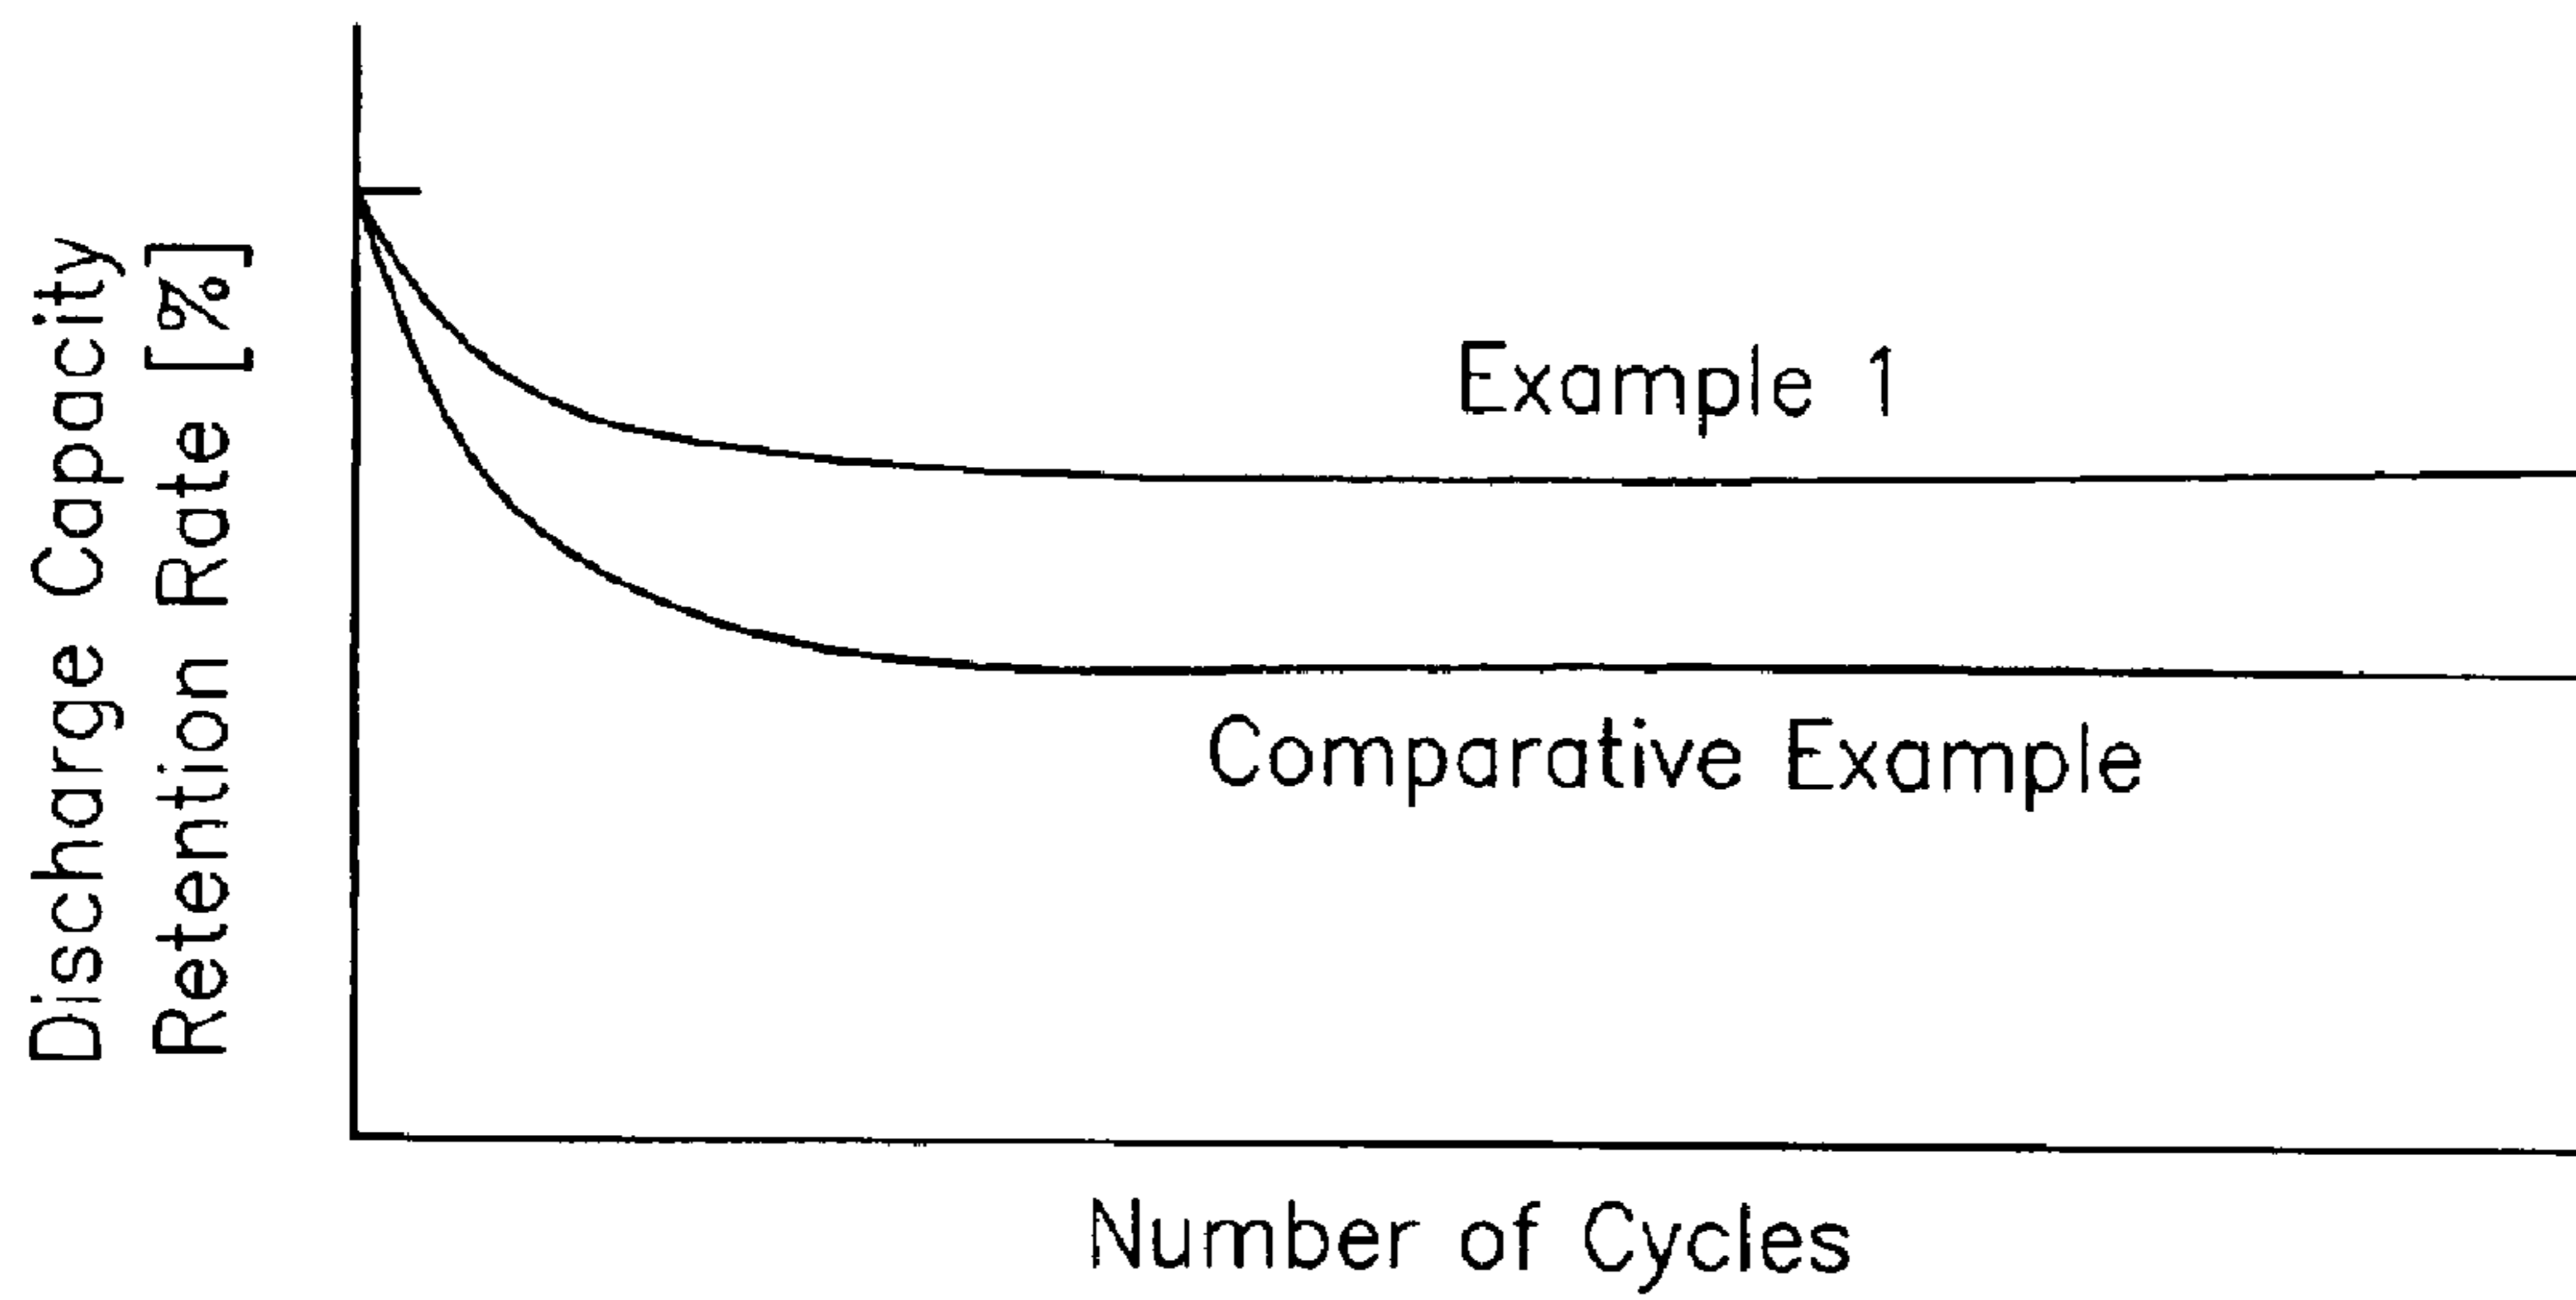 Discharge Capacity
Retention Rate [%]
Example 1
Comparative Example
Number of Cycles